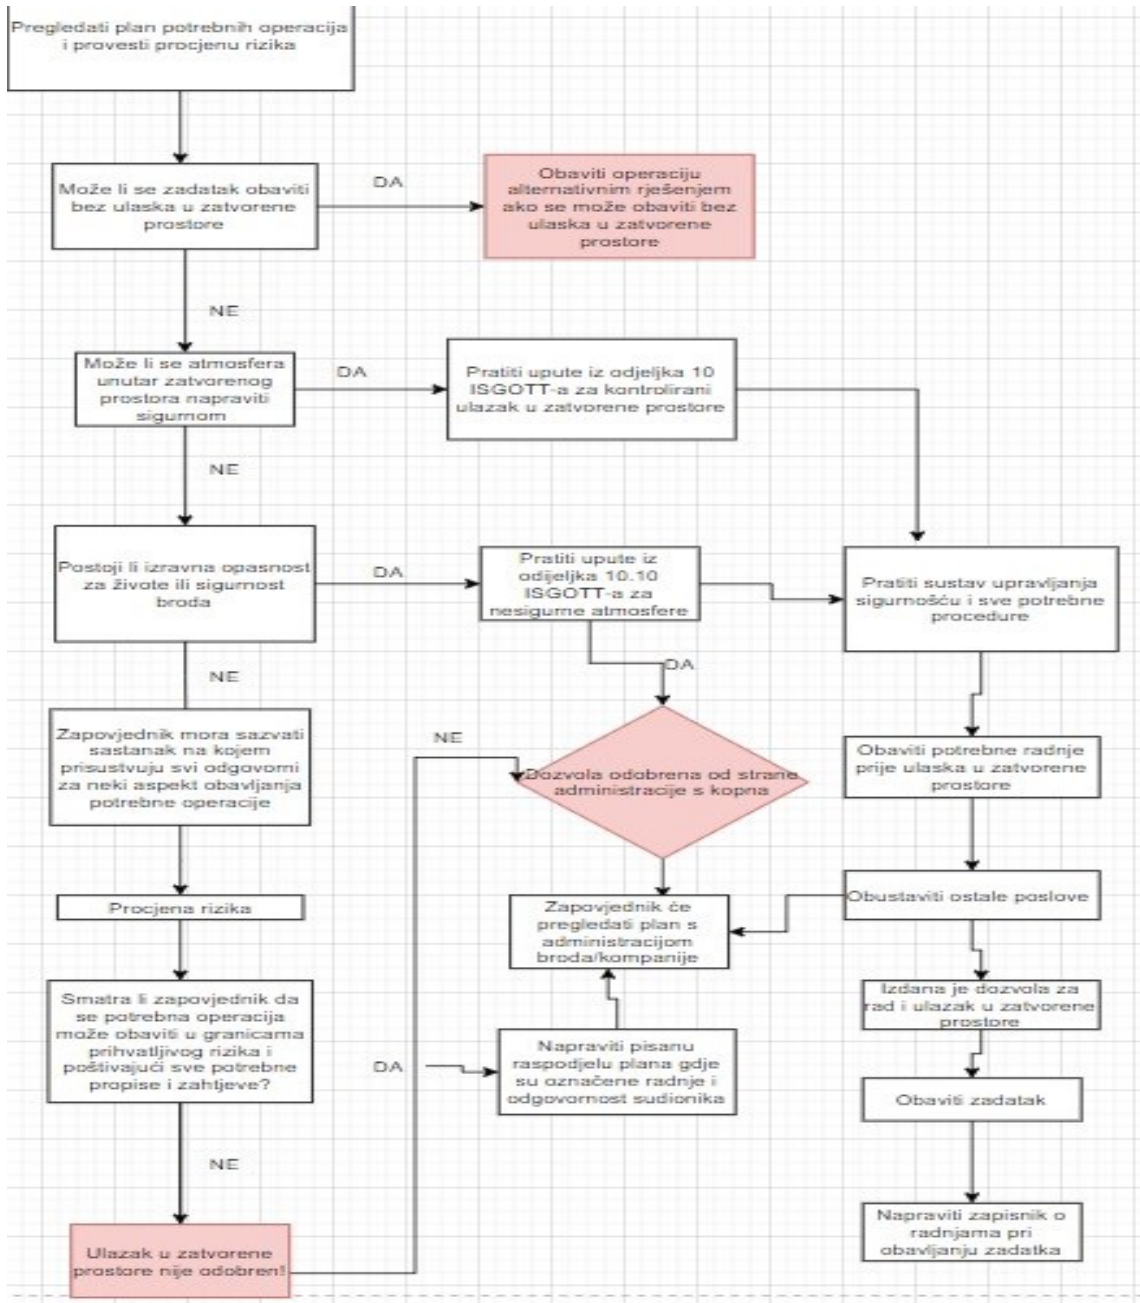 Pregledati plan potrebnih operacija
i provesti procjenu rizika
Može li se zadatak obaviti
bez ulaska u zatvorene
prostore
DA
Obaviti operaciju
alternativnim rješenjem
ako se može obaviti bez
ulaska u zatvorene
prostore
NE
Može li se atmosfera
unutar zatvorenog
prostora napraviti
sigurnom
DA
Pratiti upute iz odjeljka 10
ISGOTT-a za kontrolirani
ulazak u zatvorene prostore
NE
Postoji li izravna opasnost
za živote ili sigurnost
broda
DA
Pratiti upute iz
odijeljka 10.10
ISGOTT-a za
nesigurne atmosfere
Pratiti sustav upravljanja
sigurnošću i sve potrebne
procedure
NE
DA
Zapovjednik mora sazvati
sastanak na kojem
prisustvuju svi odgovorni
za neki aspekt obavljanja
potrebne operacije
NE
Dozvola odobrena od strane
administracije s kopna
Obaviti potrebne radnje
prije ulaska u zatvorene
prostore
Procjena rizika
Zapovjednik će
pregledati plan s
administracijom
broda/kompanije
Obustaviti ostale poslove
Smatra li zapovjednik da
se potrebna operacija
može obaviti u granicama
prihvatljivog rizika i
poštivajući sve potrebne
propise i zahtjeve?
DA
Napraviti pisanu
raspodjelu plana gdje
su označene radnje i
odgovornost sudionika
Izdana je dozvola za
rad i ulazak u zatvorene
prostore
Obaviti zadatak
NE
Ulazak u zatvorene
prostore nije odobren!
Napraviti zapisnik o
radnjama pri
obavljanju zadatka